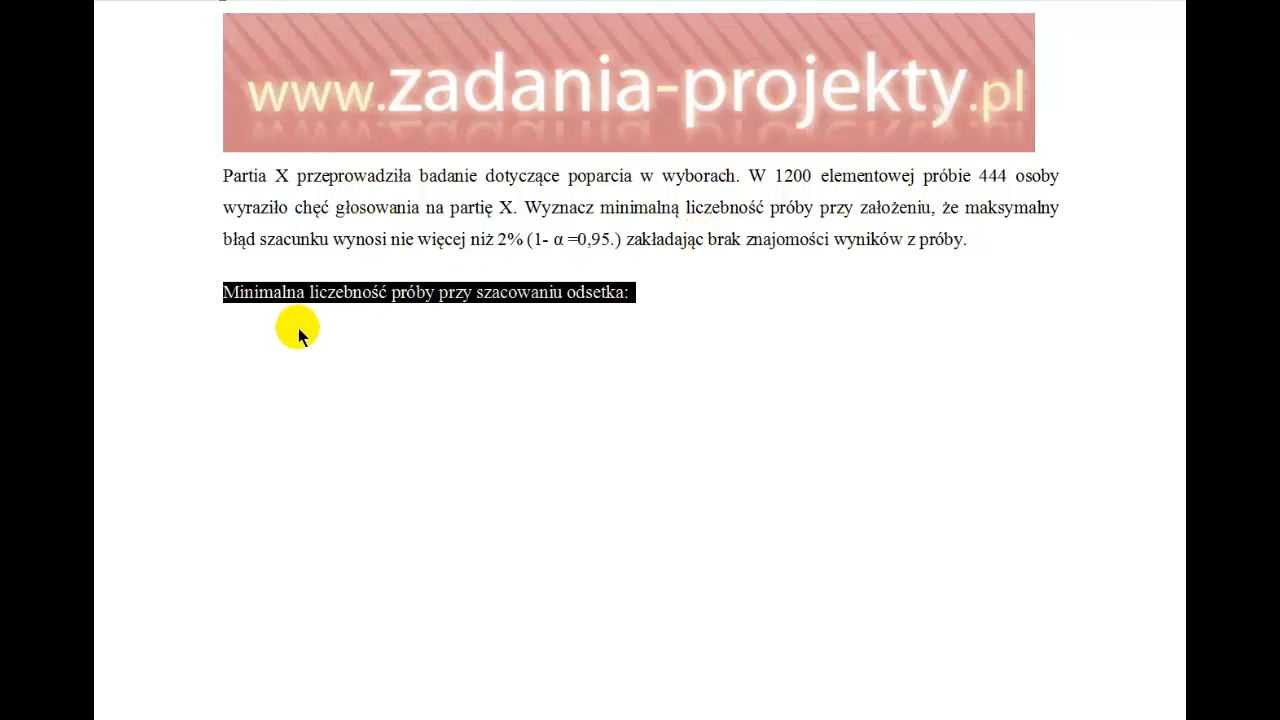 www.zadania-projekty.pl
Partia X przeprowadziła badanie dotyczące poparcia w wyborach. W 1200 elementowej próbie 444 osoby
wyraziło chęć głosowania na partię X. Wyznacz minimalną liczebność próby przy założeniu, że maksymalny
błąd szacunku wynosi nie więcej niż 2% (1- α =0,95.) zakładając brak znajomości wyników z próby.
Minimalna liczebność próby przy szacowaniu odsetka: